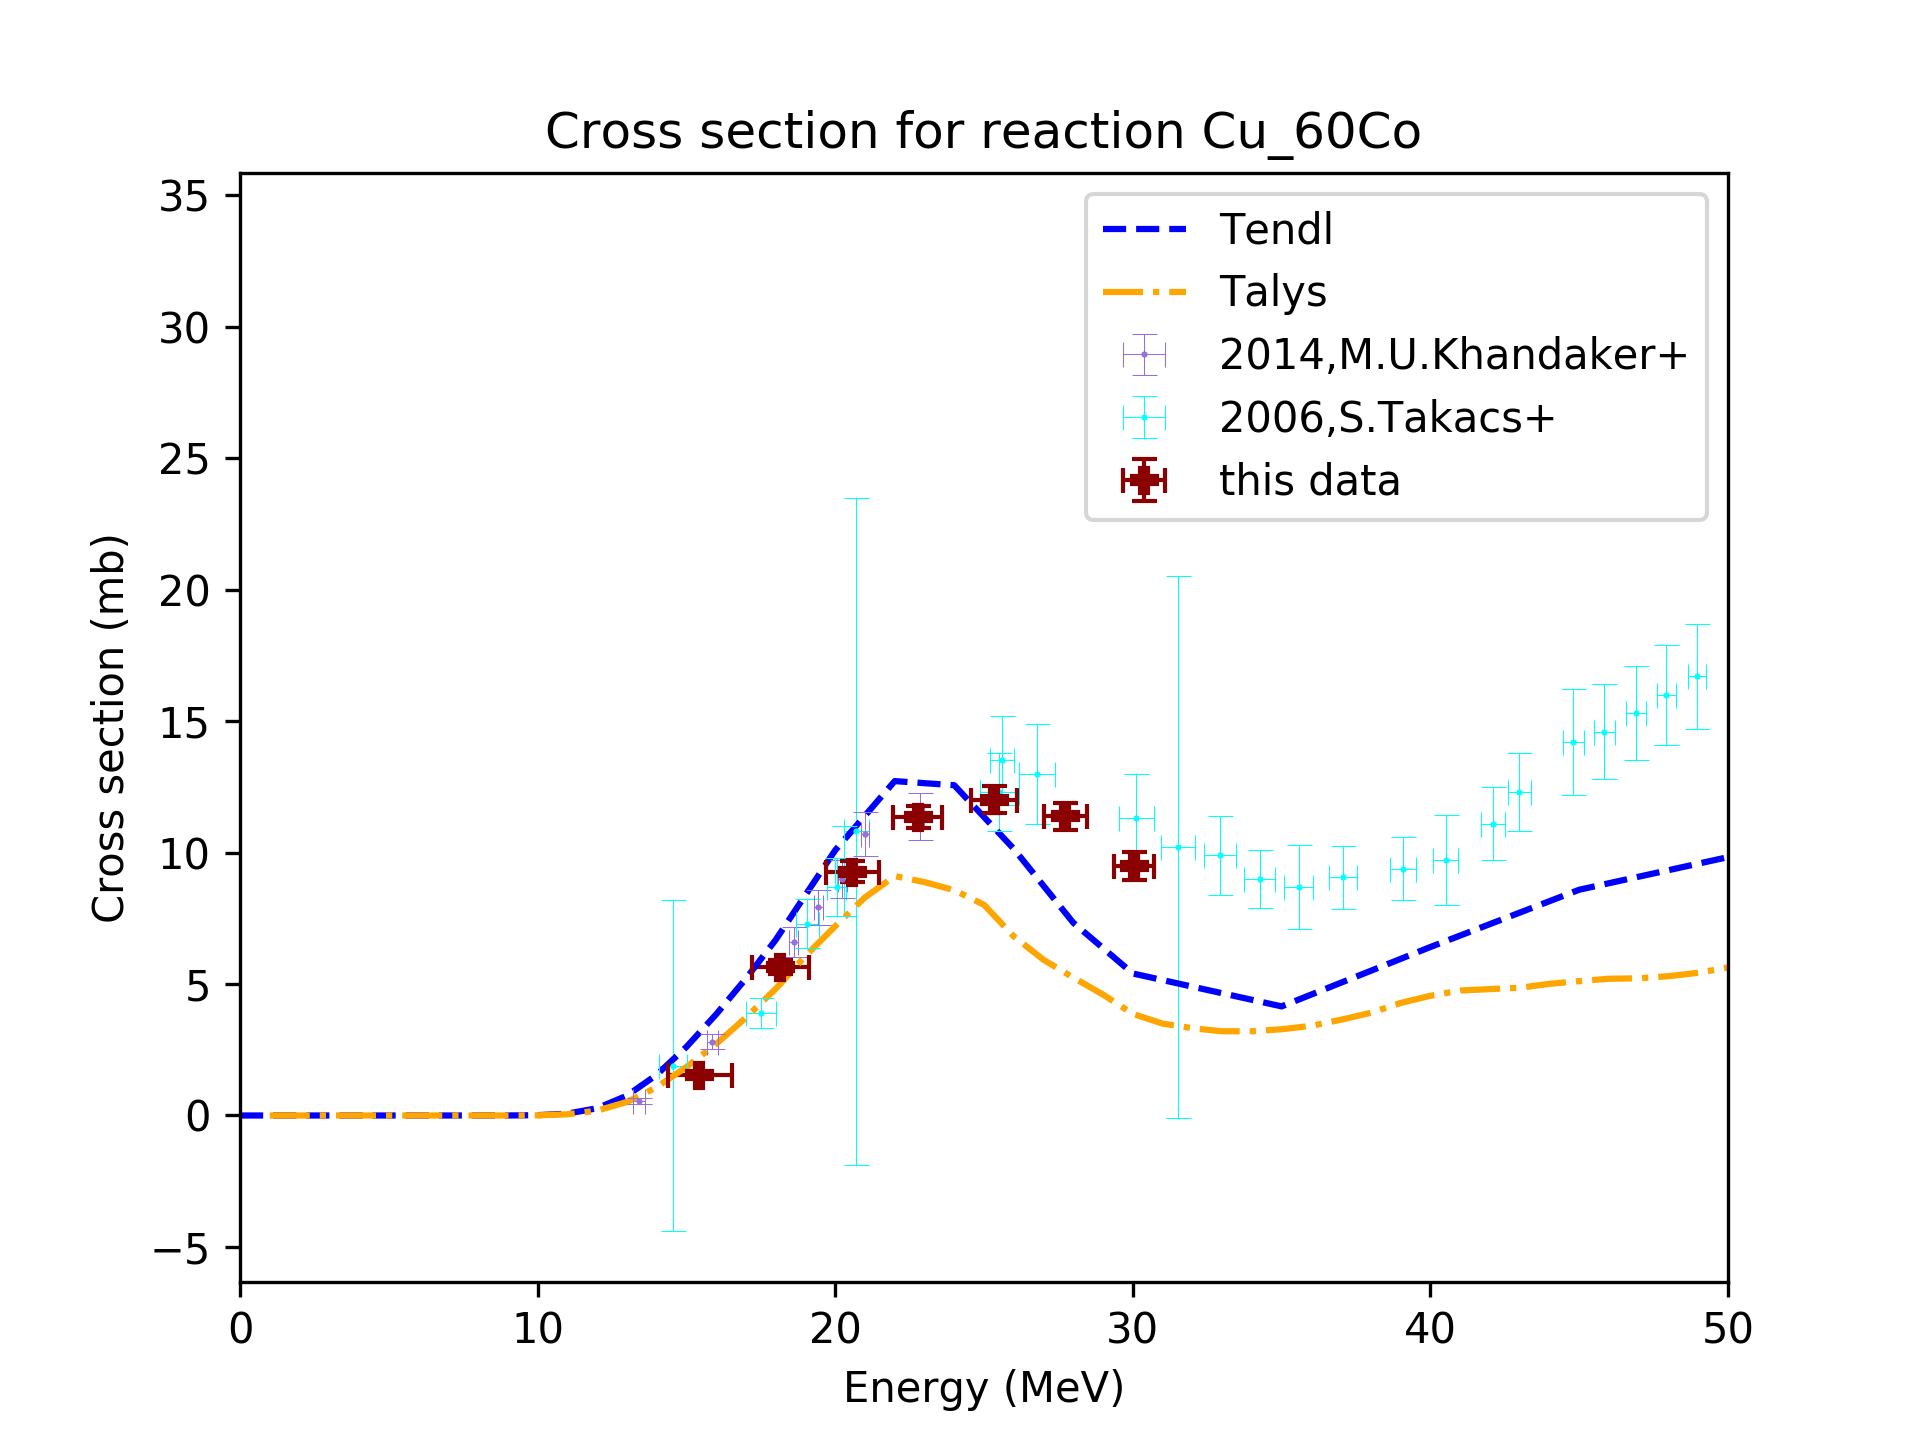 Cross section for reaction Cu_60Co
Tendl
Talys
2014,M.U.Khandaker+
2006,S.Takacs+
this data
Cross section (mb)
35
30
25
20
15
10
5
0
−5
0 10 20 30 40 50
Energy (MeV)